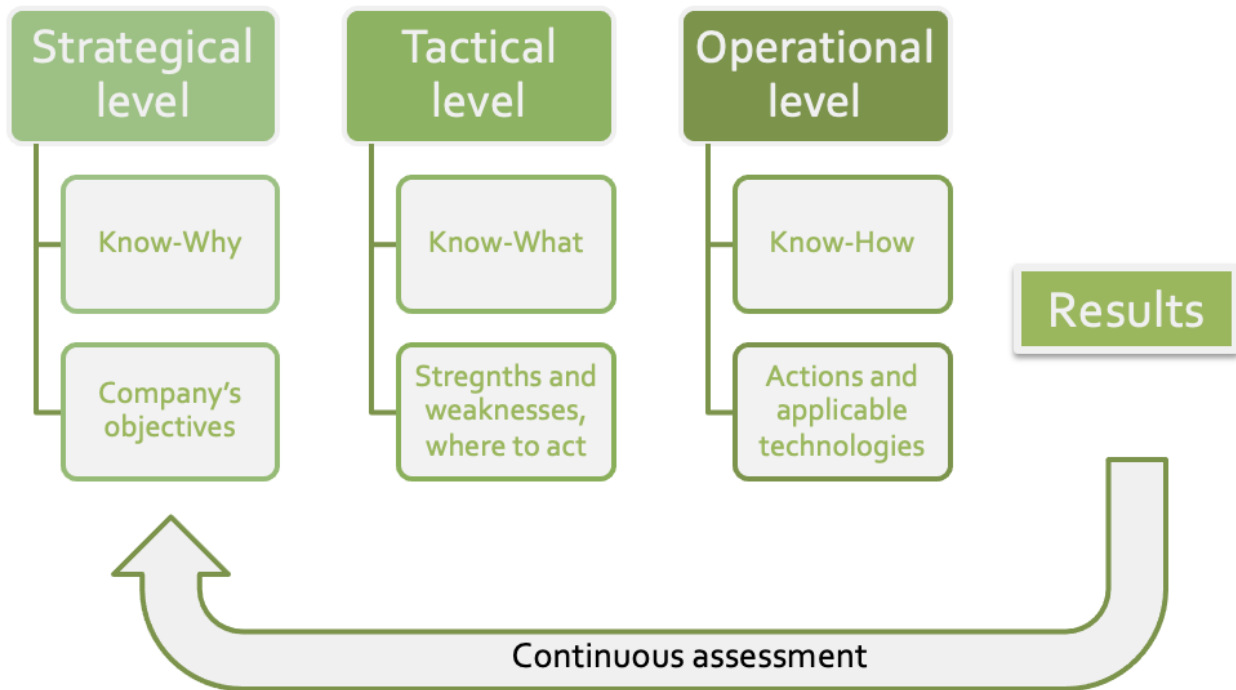 Strategical
level
Know-Why
Company's
objectives
Tactical
level
Know-What
Stregnths and
weaknesses,
where to act
Operational
level
Know-How
Actions and
applicable
technologies
Results
Continuous assessment